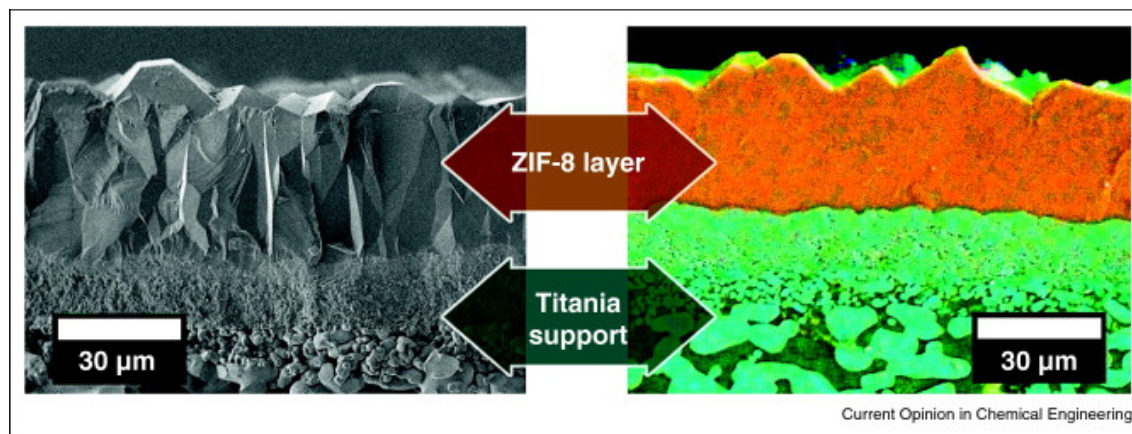 ZIF-8 layer
Titania
support
30 µm
30 µm
Current Opinion in Chemical Engineering